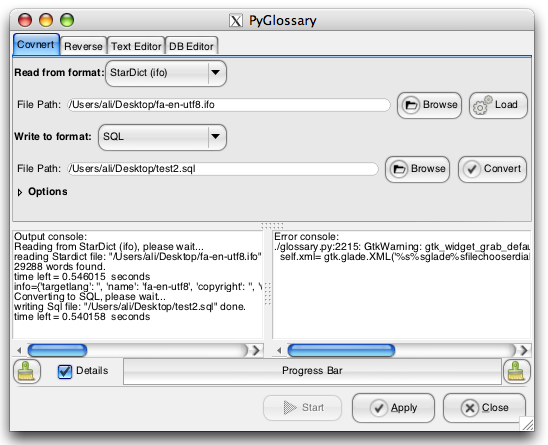 PyGlossary
Covnert Reverse Text Editor DB Editor
Read from format: StarDict (ifo)
File Path: /Users/ali/Desktop/fa-en-utf8.ifo Browse Load
Write to format: SQL
File Path: /Users/ali/Desktop/test2.sql Browse Convert
Options
Output console:
Reading from StarDict (ifo), please wait...
reading Stardict file: "/Users/ali/Desktop/fa-en-utf8.ifo"
29288 words found.
time left = 0.546015 seconds
info={'targetlang': '', 'name': 'fa-en-utf8', 'copyright': '',
Converting to SQL, please wait...
writing Sql file: "/Users/ali/Desktop/test2.sql" done.
time left = 0.540158 seconds
Error console:
./glossary.py:2215: GtkWarning: gtk_widget_grab_defau
self.xml= gtk.glade.XML('%s%sglade%sfilechooserdial
Details Progress Bar
Start Apply Close